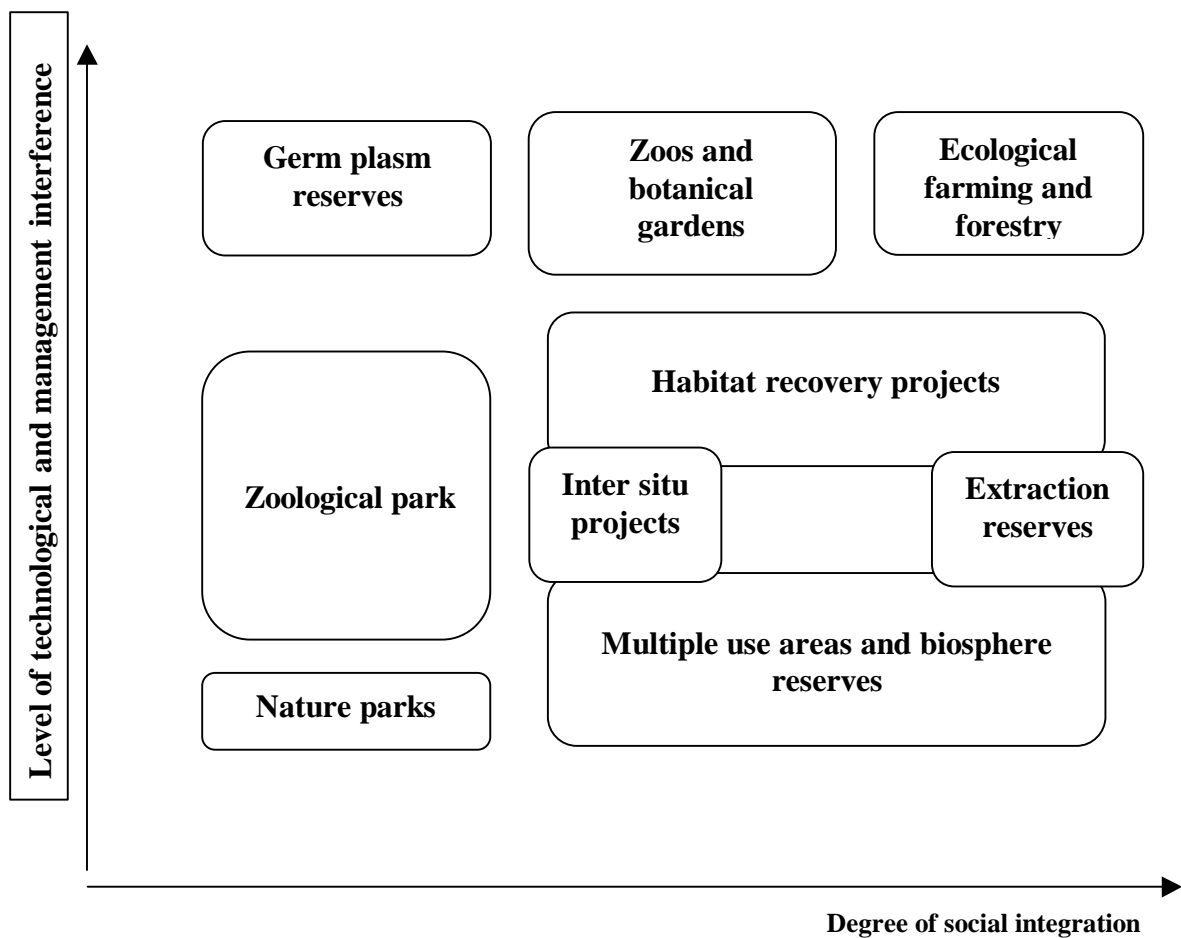 Level of technological and management interference
Germ plasm
reserves
Zoos and
botanical
gardens
Ecological
farming and
forestry
Habitat recovery projects
Zoological park
Inter situ
projects
Extraction
reserves
Multiple use areas and biosphere
reserves
Nature parks
Degree of social integration